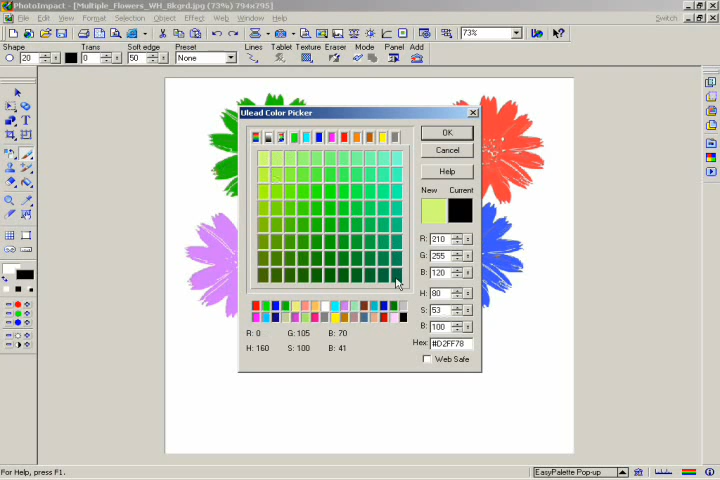 PhotoImpact - [Multiple_Flowers_WH_Bkgrd.jpg (73%) 794x795]
File Edit View Format Selection Object Effect Web Window Help Switch
73%
Shape Trans Soft edge Preset Lines Tablet Texture Eraser Mode Panel Add
20 0 50 None
Ulead Color Picker
OK
Cancel
Help
New Current
R: 210
G: 255
B: 120
H: 80
S: 53
B: 100
R: 0 G: 105 B: 70
Hex: #D2FF78
H: 160 S: 100 B: 41
Web Safe
For Help, press F1.
EasyPalette Pop-up